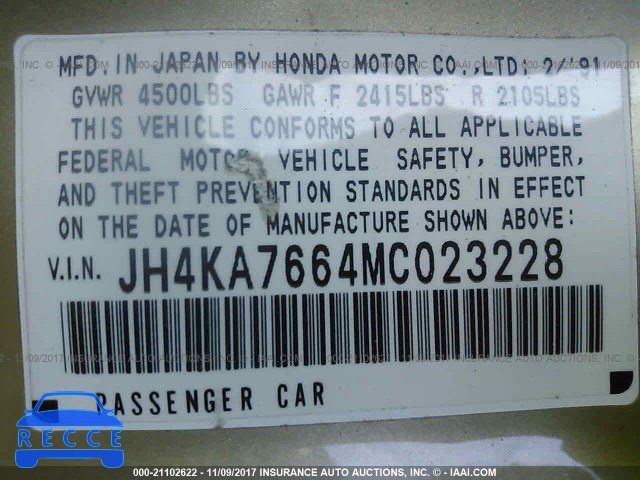 MFD. IN JAPAN BY HONDA MOTOR CO., LTD; 2/'91
GVWR 4500LBS GAWR F 2415LBS R 2105LBS
THIS VEHICLE CONFORMS TO ALL APPLICABLE
FEDERAL MOTOR VEHICLE SAFETY, BUMPER,
AND THEFT PREVENTION STANDARDS IN EFFECT
ON THE DATE OF MANUFACTURE SHOWN ABOVE:
V.I.N. JH4KA7664MC023228
PASSENGER CAR
RECCE
000-21102622 - 11/09/2017 INSURANCE AUTO AUCTIONS, INC. - © - IAAI.COM